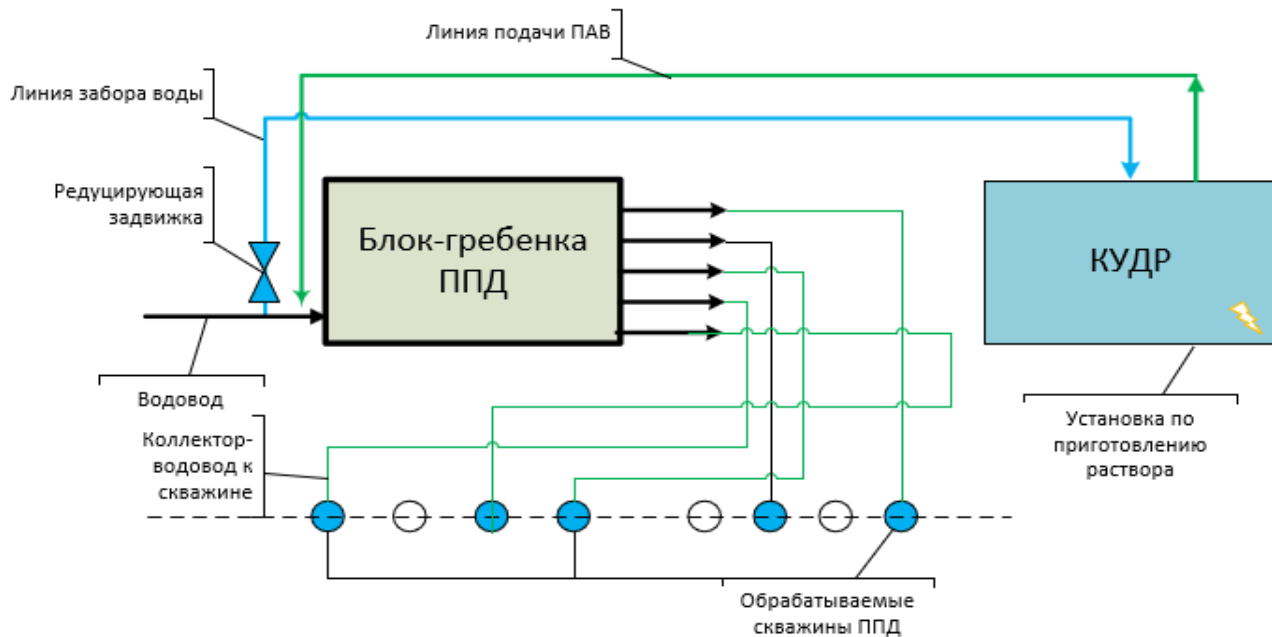 Линия подачи ПАВ
Линия забора воды
Редуцирующая
задвижка
Блок-гребенка
ППД
КУДР
Водовод
Коллектор-
водовод к
скважине
Установка по
приготовлению
раствора
Обрабатываемые
скважины ППД